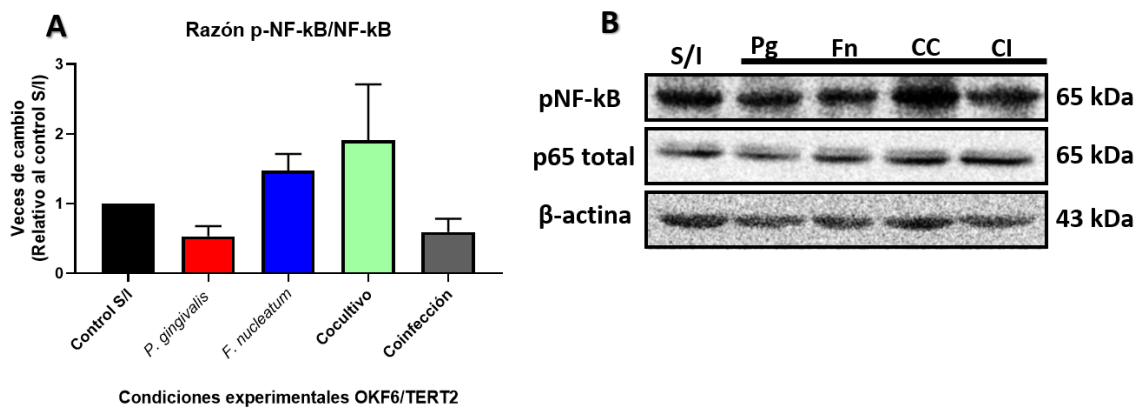 A
Razón p-NF-kB/NF-kB
Veces de cambio
(Relativo al control S/I)
3
2
1
0
Control S/I
P. gingivalis
F. nucleatum
Cocultivo
Coinfección
Condiciones experimentales OKF6/TERT2
B
S/I Pg Fn CC CI
pNF-kB 65 kDa
p65 total 65 kDa
β-actina 43 kDa